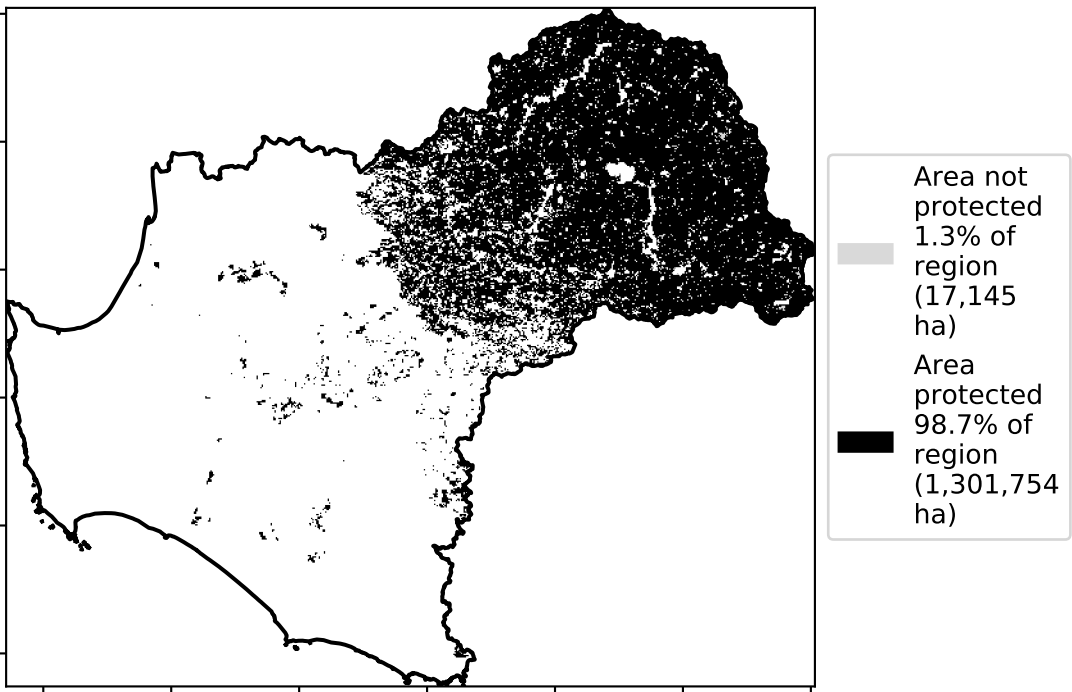 Area not
protected
1.3% of
region
(17,145
ha)
Area
protected
98.7% of
region
(1,301,754
ha)